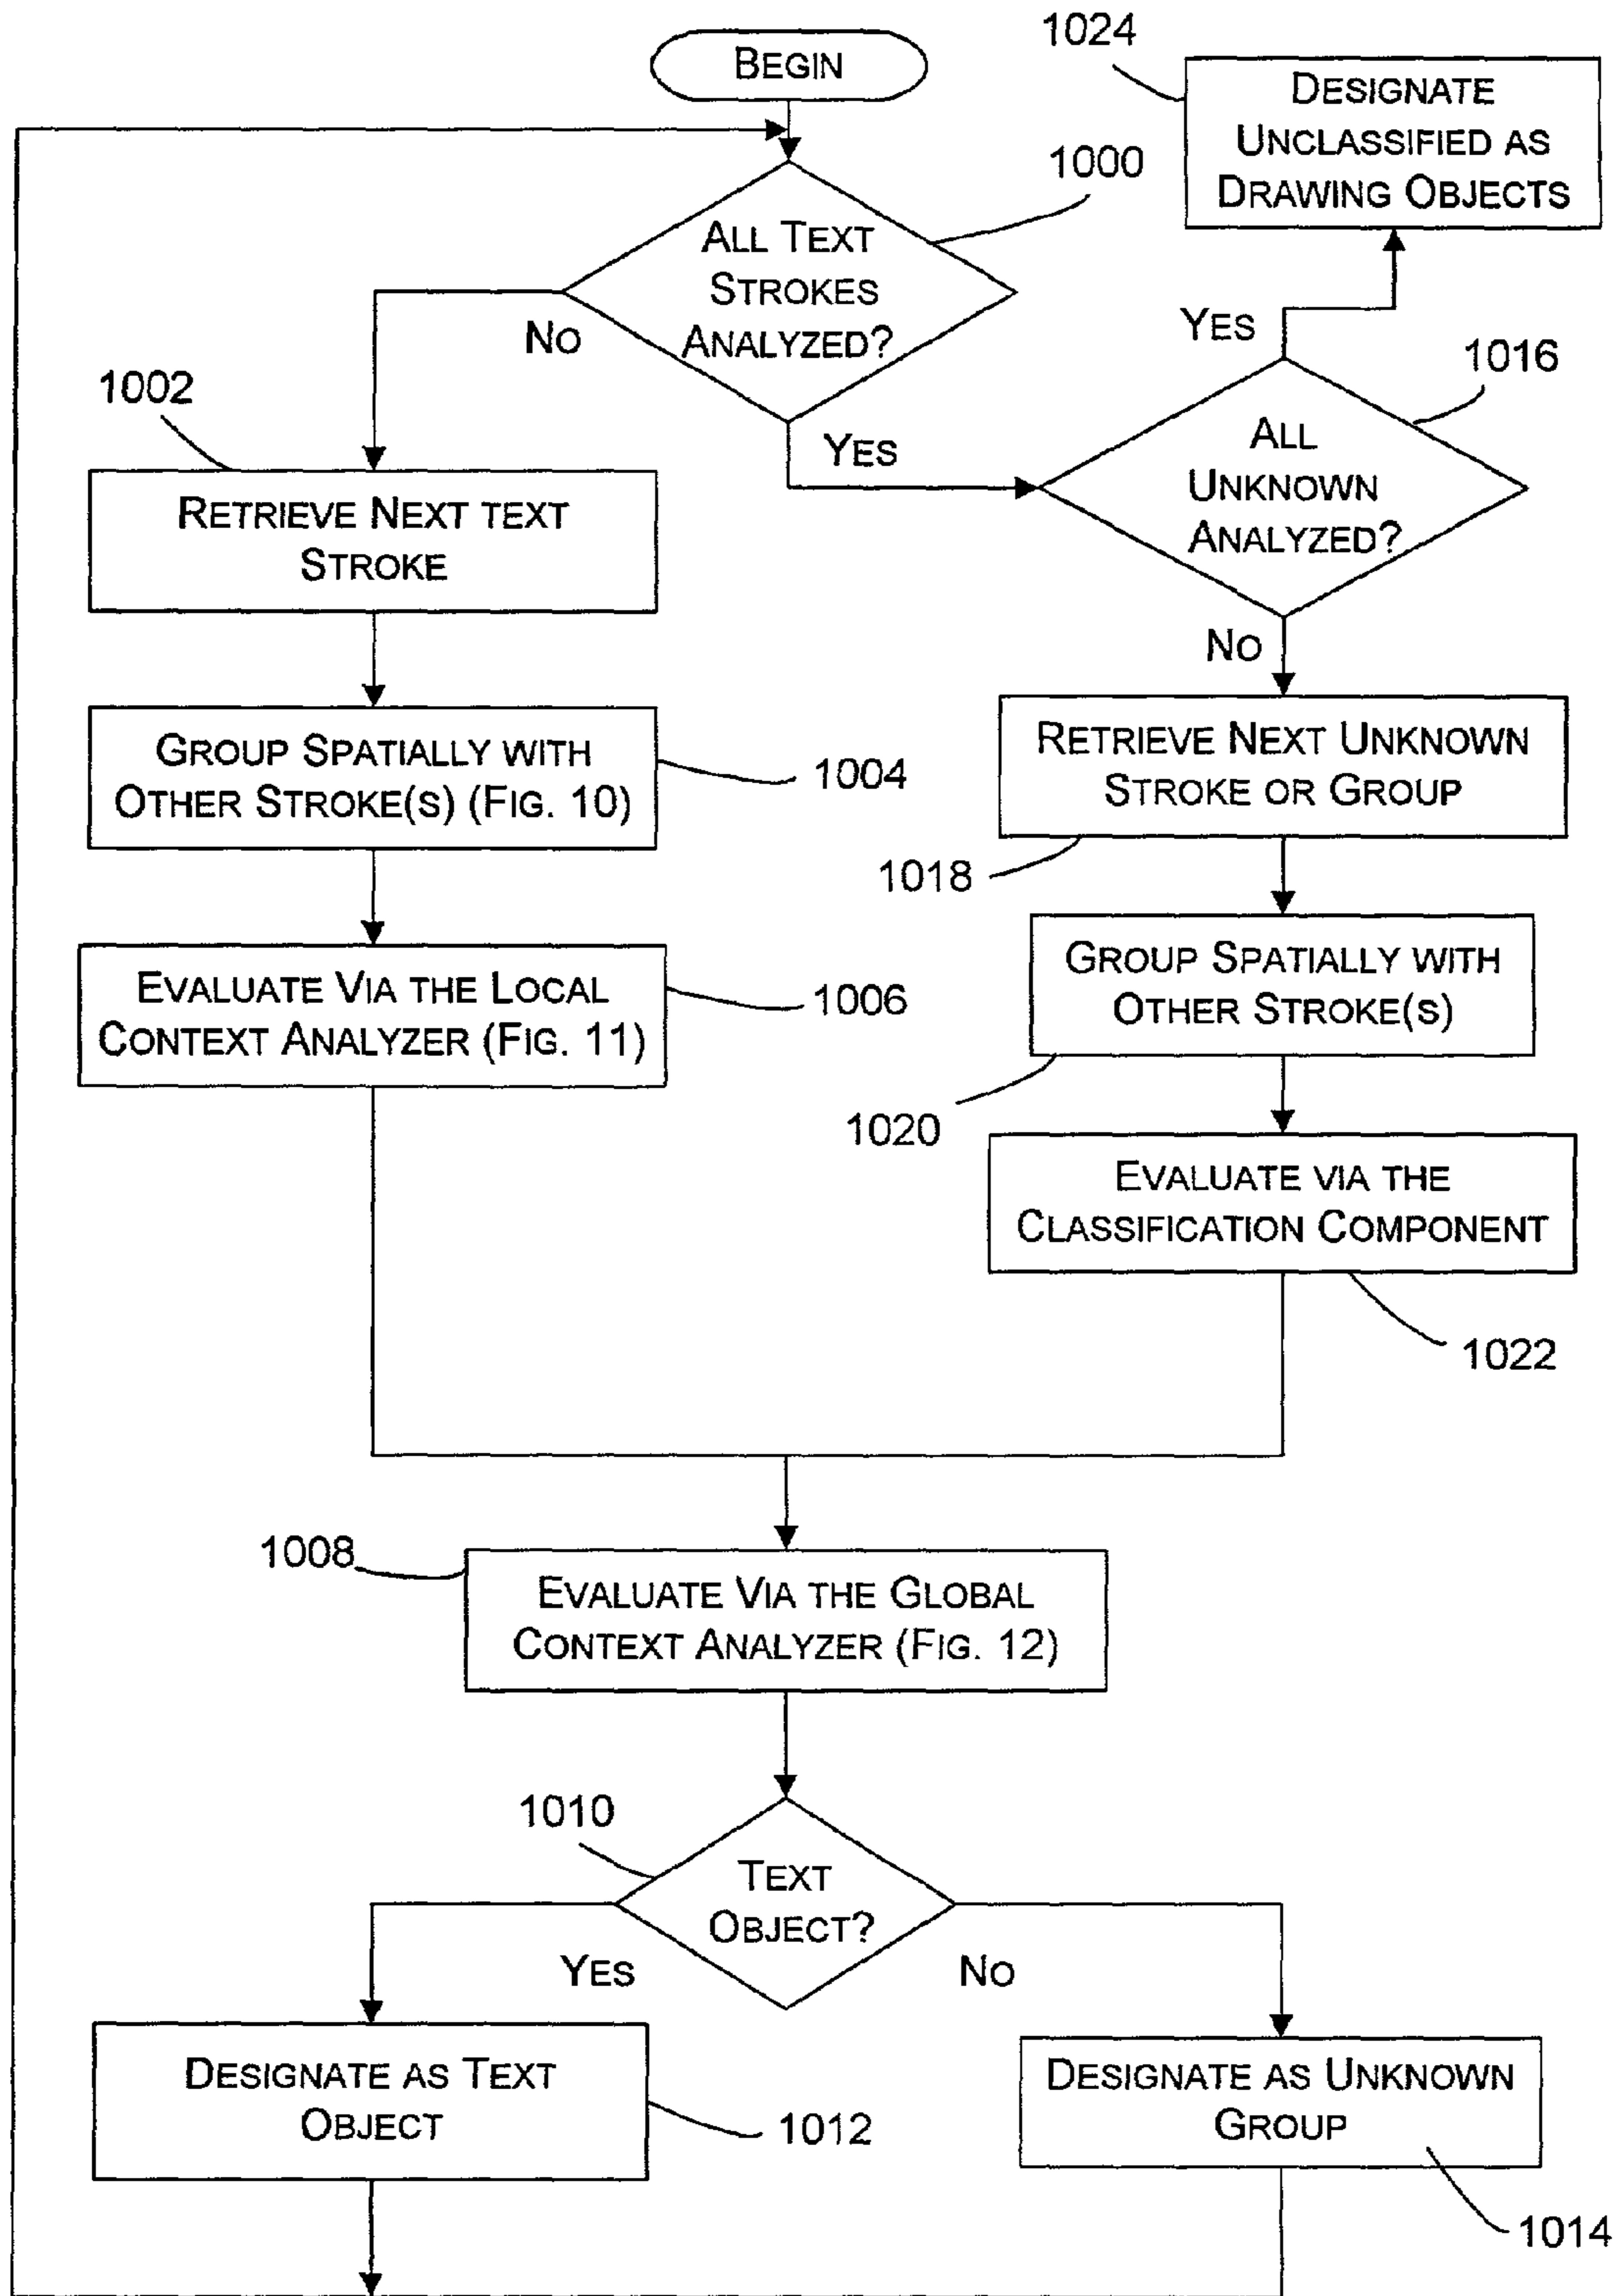 BEGIN
1024
DESIGNATE
UNCLASSIFIED AS
DRAWING OBJECTS
1000
ALL TEXT
STROKES
ANALYZED?
NO
YES
YES
1016
ALL
UNKNOWN
ANALYZED?
NO
1002
RETRIEVE NEXT TEXT
STROKE
GROUP SPATIALLY WITH
OTHER STROKE(S) (FIG. 10)
1004
RETRIEVE NEXT UNKNOWN
STROKE OR GROUP
1018
EVALUATE VIA THE LOCAL
CONTEXT ANALYZER (FIG. 11)
1006
GROUP SPATIALLY WITH
OTHER STROKE(S)
1020
EVALUATE VIA THE
CLASSIFICATION COMPONENT
1022
1008
EVALUATE VIA THE GLOBAL
CONTEXT ANALYZER (FIG. 12)
1010
TEXT
OBJECT?
YES
NO
DESIGNATE AS TEXT
OBJECT
1012
DESIGNATE AS UNKNOWN
GROUP
1014